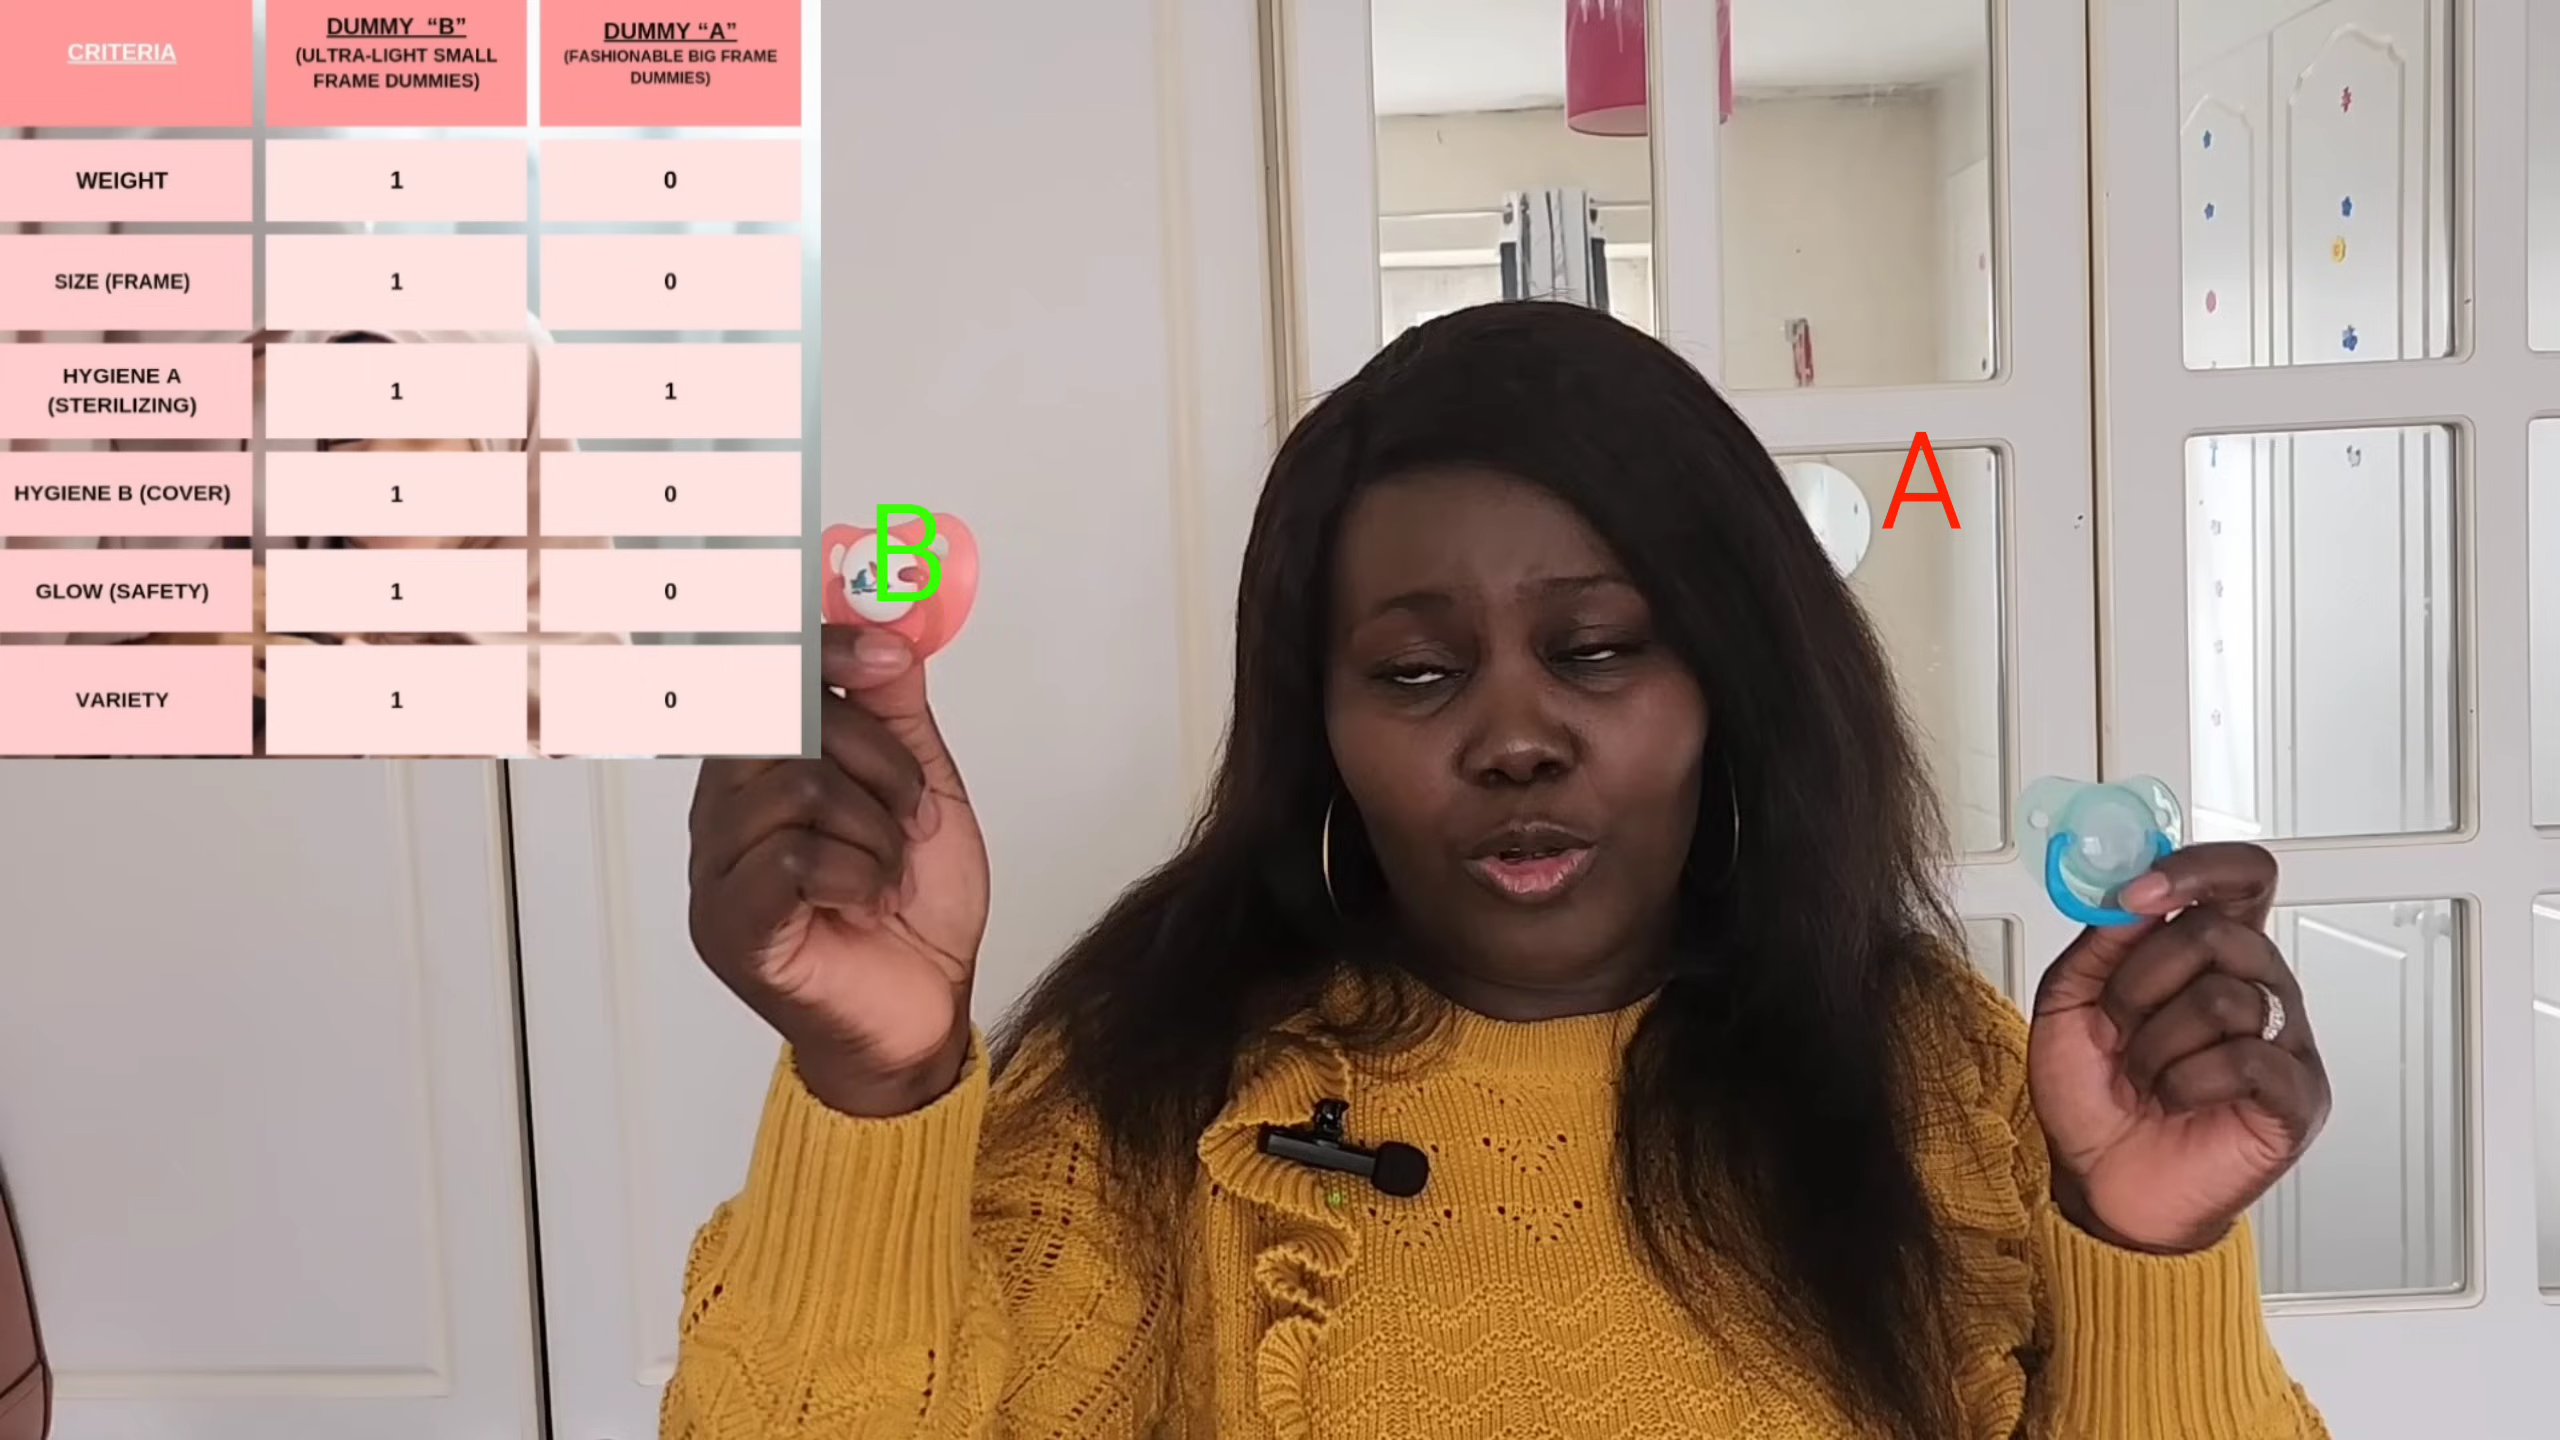 CRITERIA
DUMMY "B"
(ULTRA-LIGHT SMALL
FRAME DUMMIES)
DUMMY “A”
(FASHIONABLE BIG FRAME
DUMMIES)
WEIGHT
1
0
SIZE (FRAME)
1
0
HYGIENE A
(STERILIZING)
1
1
HYGIENE B (COVER)
1
0
GLOW (SAFETY)
1
0
VARIETY
1
0
B
A